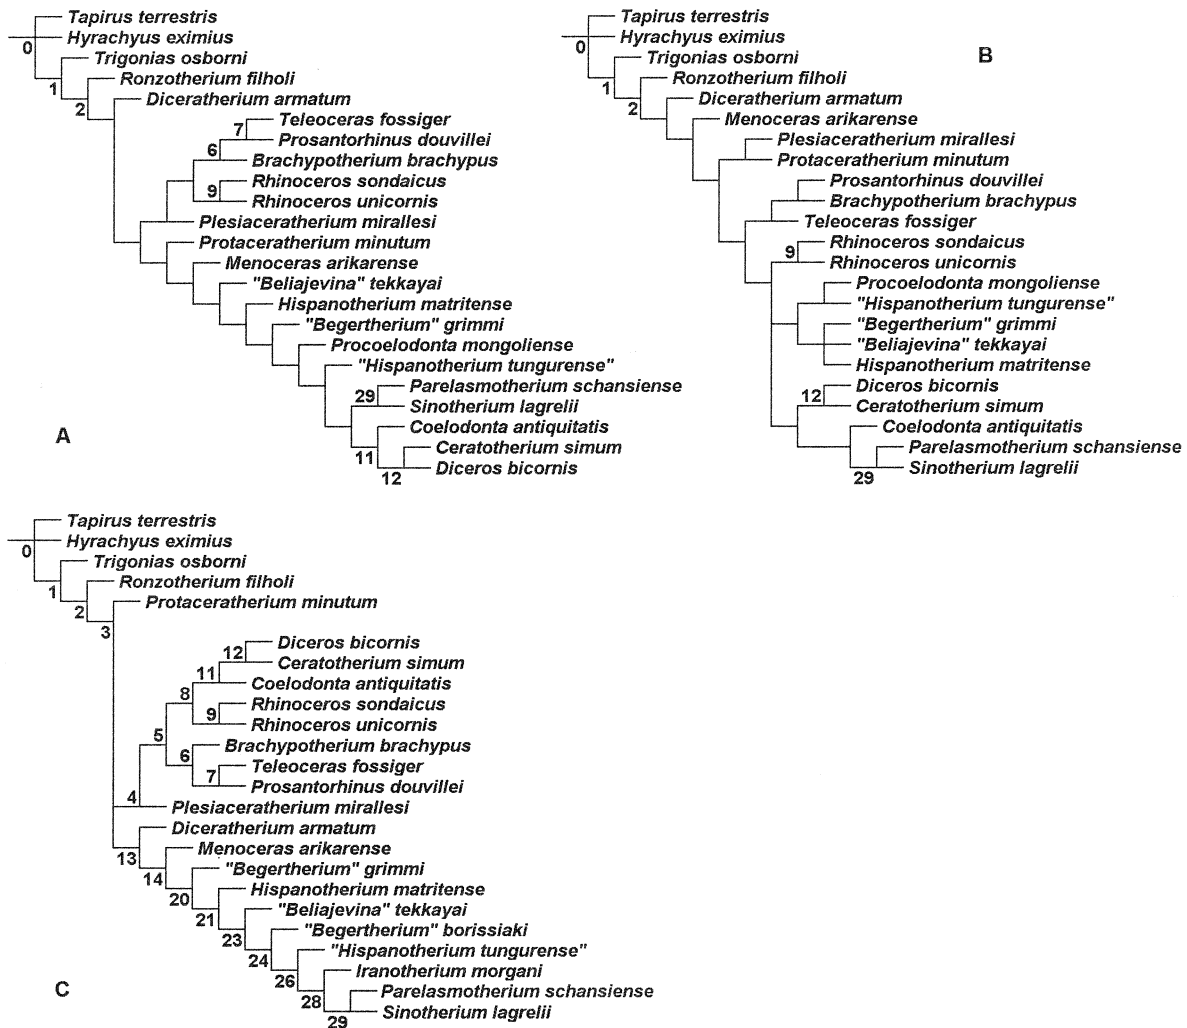 Tapirus terrestris
0 Hyrachyus eximius
Trigonias osborni
1 Ronzotherium filholi
2 Diceratherium armatum
Teleoceras fossiger
7 Prosantorhinus douvillei
6 Brachypotherium brachypus
Rhinoceros sondaicus
9 Rhinoceros unicornis
Plesiaceratherium mirallesi
Protaceratherium minutum
Menoceras arikarense
"Beliajevina" tekkayai
Hispanotherium matritense
"Begertherium" grimmi
Procoelodonta mongoliense
"Hispanotherium tungurense"
Parelasmotherium schansiense
29 Sinotherium lagrelii
Coelodonta antiquitatis
11 Ceratotherium simum
Diceros bicornis
12
A
Tapirus terrestris
0 Hyrachyus eximius
B
Trigonias osborni
1 Ronzotherium filholi
2 Diceratherium armatum
Menoceras arikarense
Plesiaceratherium mirallesi
Protaceratherium minutum
Prosantorhinus douvillei
Brachypotherium brachypus
Teleoceras fossiger
Rhinoceros sondaicus
9 Rhinoceros unicornis
Procoelodonta mongoliense
"Hispanotherium tungurense"
"Begertherium" grimmi
"Beliajevina" tekkayai
Hispanotherium matritense
Diceros bicornis
12 Ceratotherium simum
Coelodonta antiquitatis
Parelasmotherium schansiense
Sinotherium lagrelii
29
Tapirus terrestris
0 Hyrachyus eximius
Trigonias osborni
1 Ronzotherium filholi
2 Protaceratherium minutum
3
Diceros bicornis
12 Ceratotherium simum
11 Coelodonta antiquitatis
8 Rhinoceros sondaicus
9 Rhinoceros unicornis
5 Brachypotherium brachypus
6 Teleoceras fossiger
7 Prosantorhinus douvillei
4 Plesiaceratherium mirallesi
Diceratherium armatum
13 Menoceras arikarense
14 "Begertherium" grimmi
20 Hispanotherium matritense
21 "Beliajevina" tekkayai
23 "Begertherium" borissiaki
24 "Hispanotherium tungurense"
26 Iranotherium morgani
28 Parelasmotherium schansiense
Sinotherium lagrelii
29
C